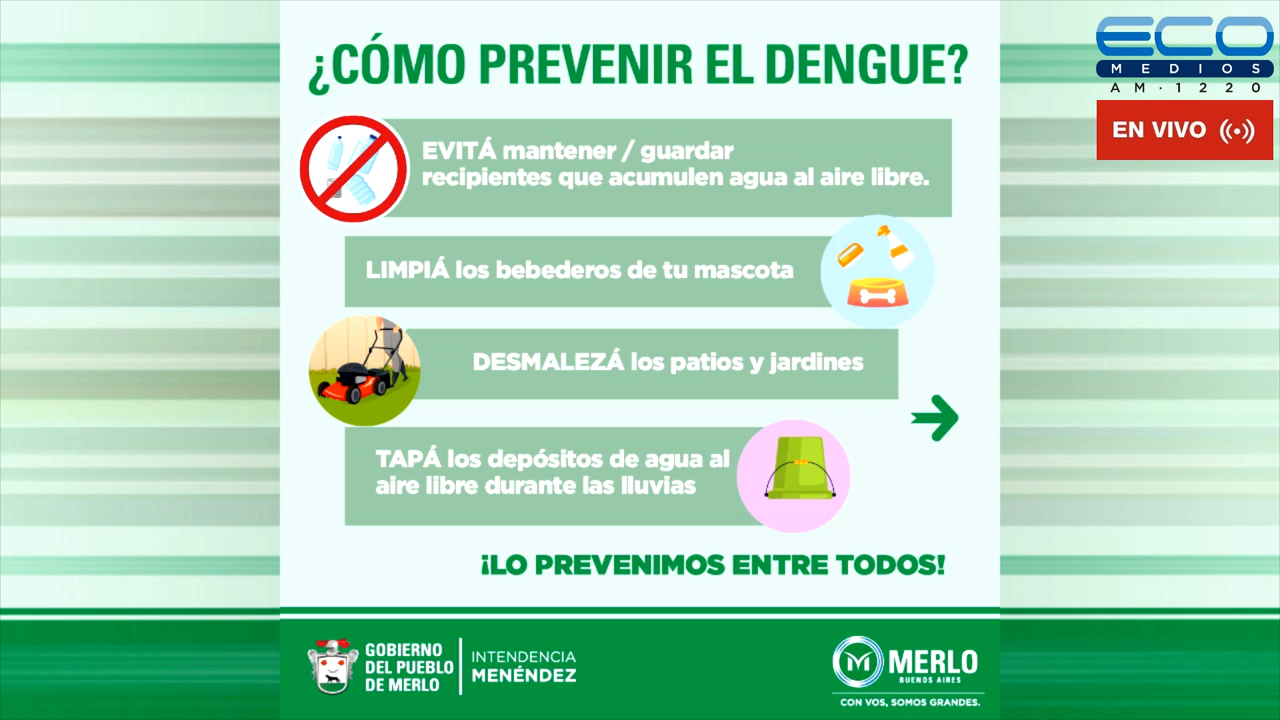 ¿CÓMO PREVENIR EL DENGUE?
ECO
MEDIOS
AM·1220
EN VIVO
EVITÁ mantener / guardar
recipientes que acumulen agua al aire libre.
LIMPIÁ los bebederos de tu mascota
DESMALEZÁ los patios y jardines
TAPÁ los depósitos de agua al
aire libre durante las lluvias
¡LO PREVENIMOS ENTRE TODOS!
GOBIERNO
DEL PUEBLO
DE MERLO
INTENDENCIA
MENÉNDEZ
MERLO
BUENOS AIRES
CON VOS, SOMOS GRANDES.